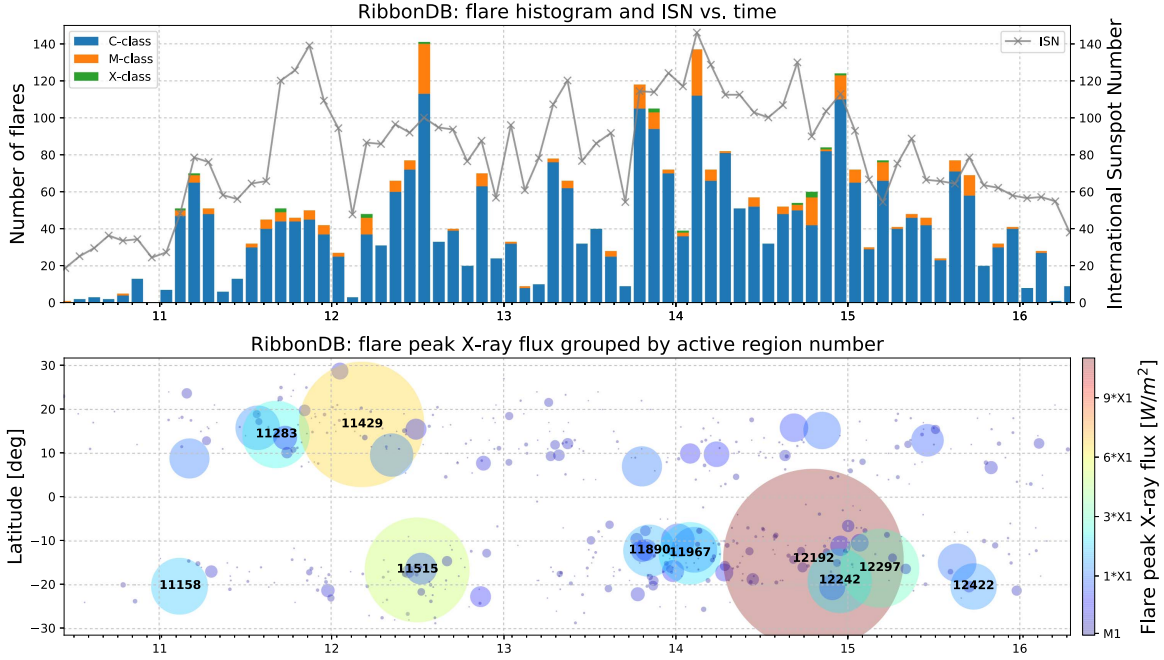 RibbonDB: flare histogram and ISN vs. time
C-class
M-class
X-class
ISN
Number of flares
International Sunspot Number
0
20
40
60
80
100
120
140
0
20
40
60
80
100
120
140
11 12 13 14 15 16
RibbonDB: flare peak X-ray flux grouped by active region number
Latitude [deg]
30
20
10
0
−10
−20
−30
11283
11429
11158
11515
11890
11967
12192
12242
12297
12422
11 12 13 14 15 16
9*X1
6*X1
3*X1
1*X1
M1
Flare peak X-ray flux [W/m²]